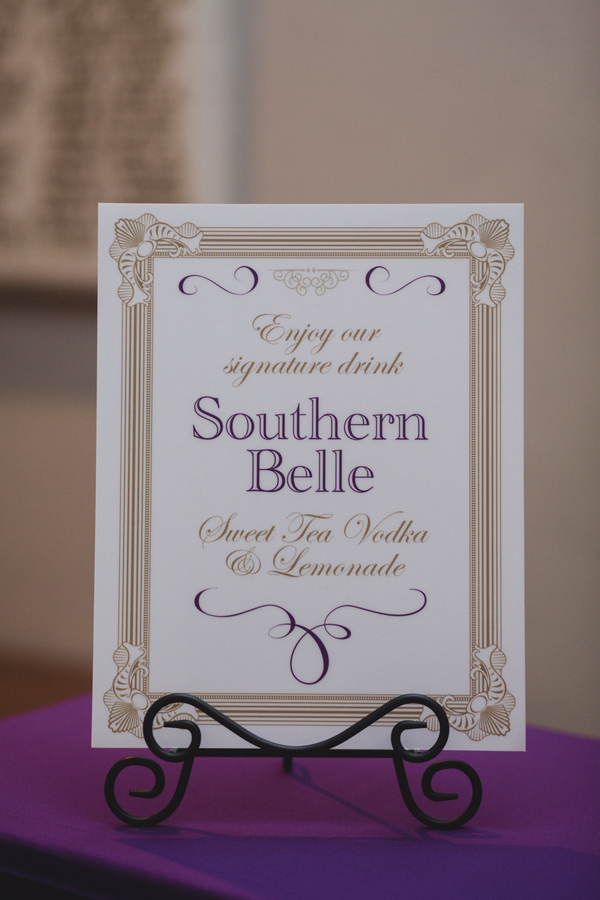 Enjoy our
signature drink
Southern
Belle
Sweet Tea Vodka
& Lemonade